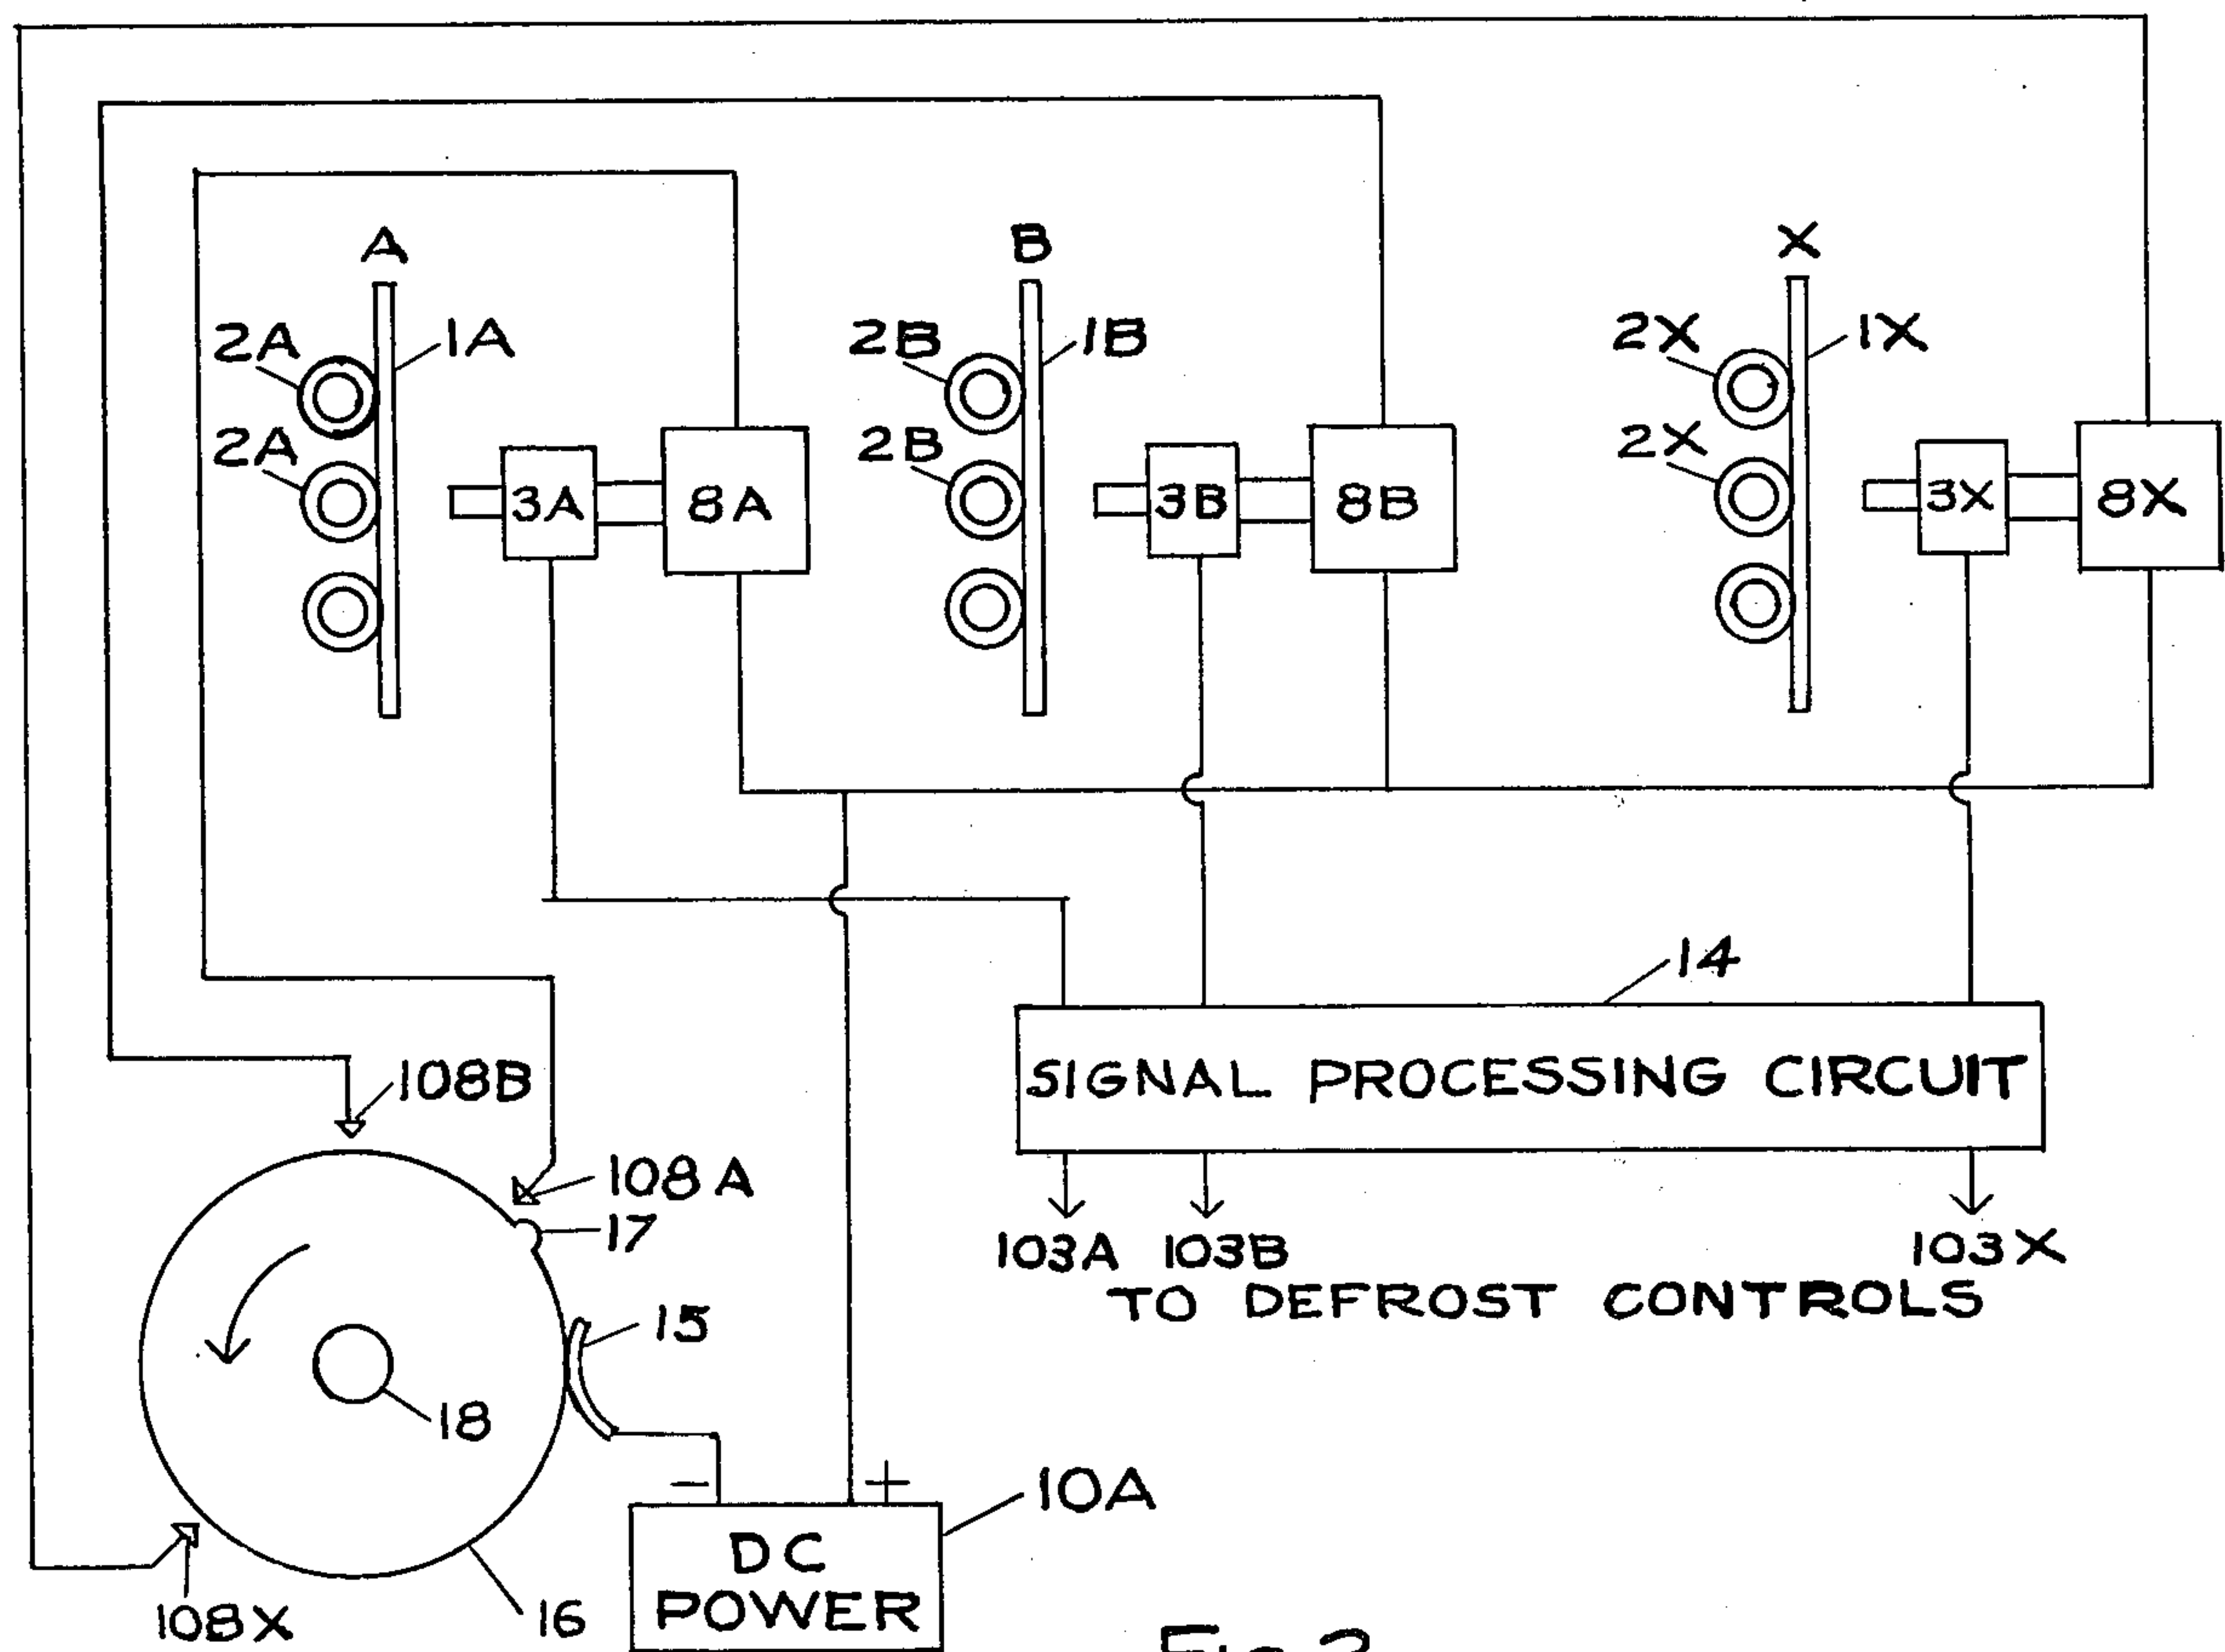 A B X
2A 1A 2B 1B 2X 1X
2A 3A 8A 2B 3B 8B 2X 3X 8X
14
SIGNAL PROCESSING CIRCUIT
108B
108A
17
103A 103B 103X
TO DEFROST CONTROLS
15
18
− +
10A
DC
POWER
108X
16